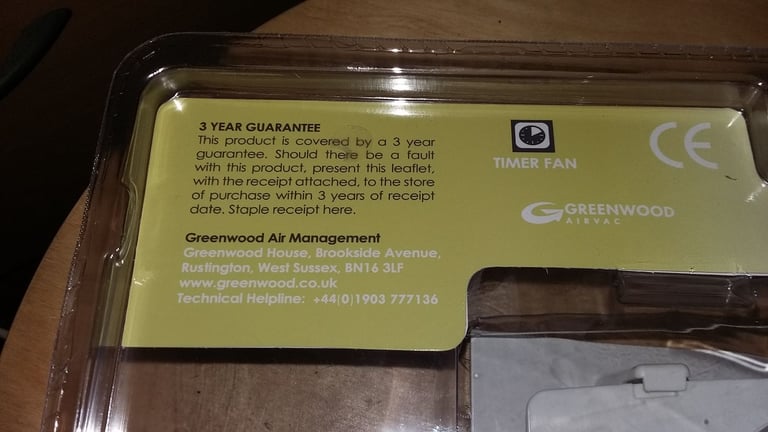 3 YEAR GUARANTEE
This product is covered by a 3 year
guarantee. Should there be a fault
with this product, present this leaflet,
with the receipt attached, to the store
of purchase within 3 years of receipt
date. Staple receipt here.
Greenwood Air Management
Greenwood House, Brookside Avenue,
Rustington, West Sussex, BN16 3LF
www.greenwood.co.uk
Technical Helpline: +44(0)1903 777136
TIMER FAN
CE
GREENWOOD
AIRVAC